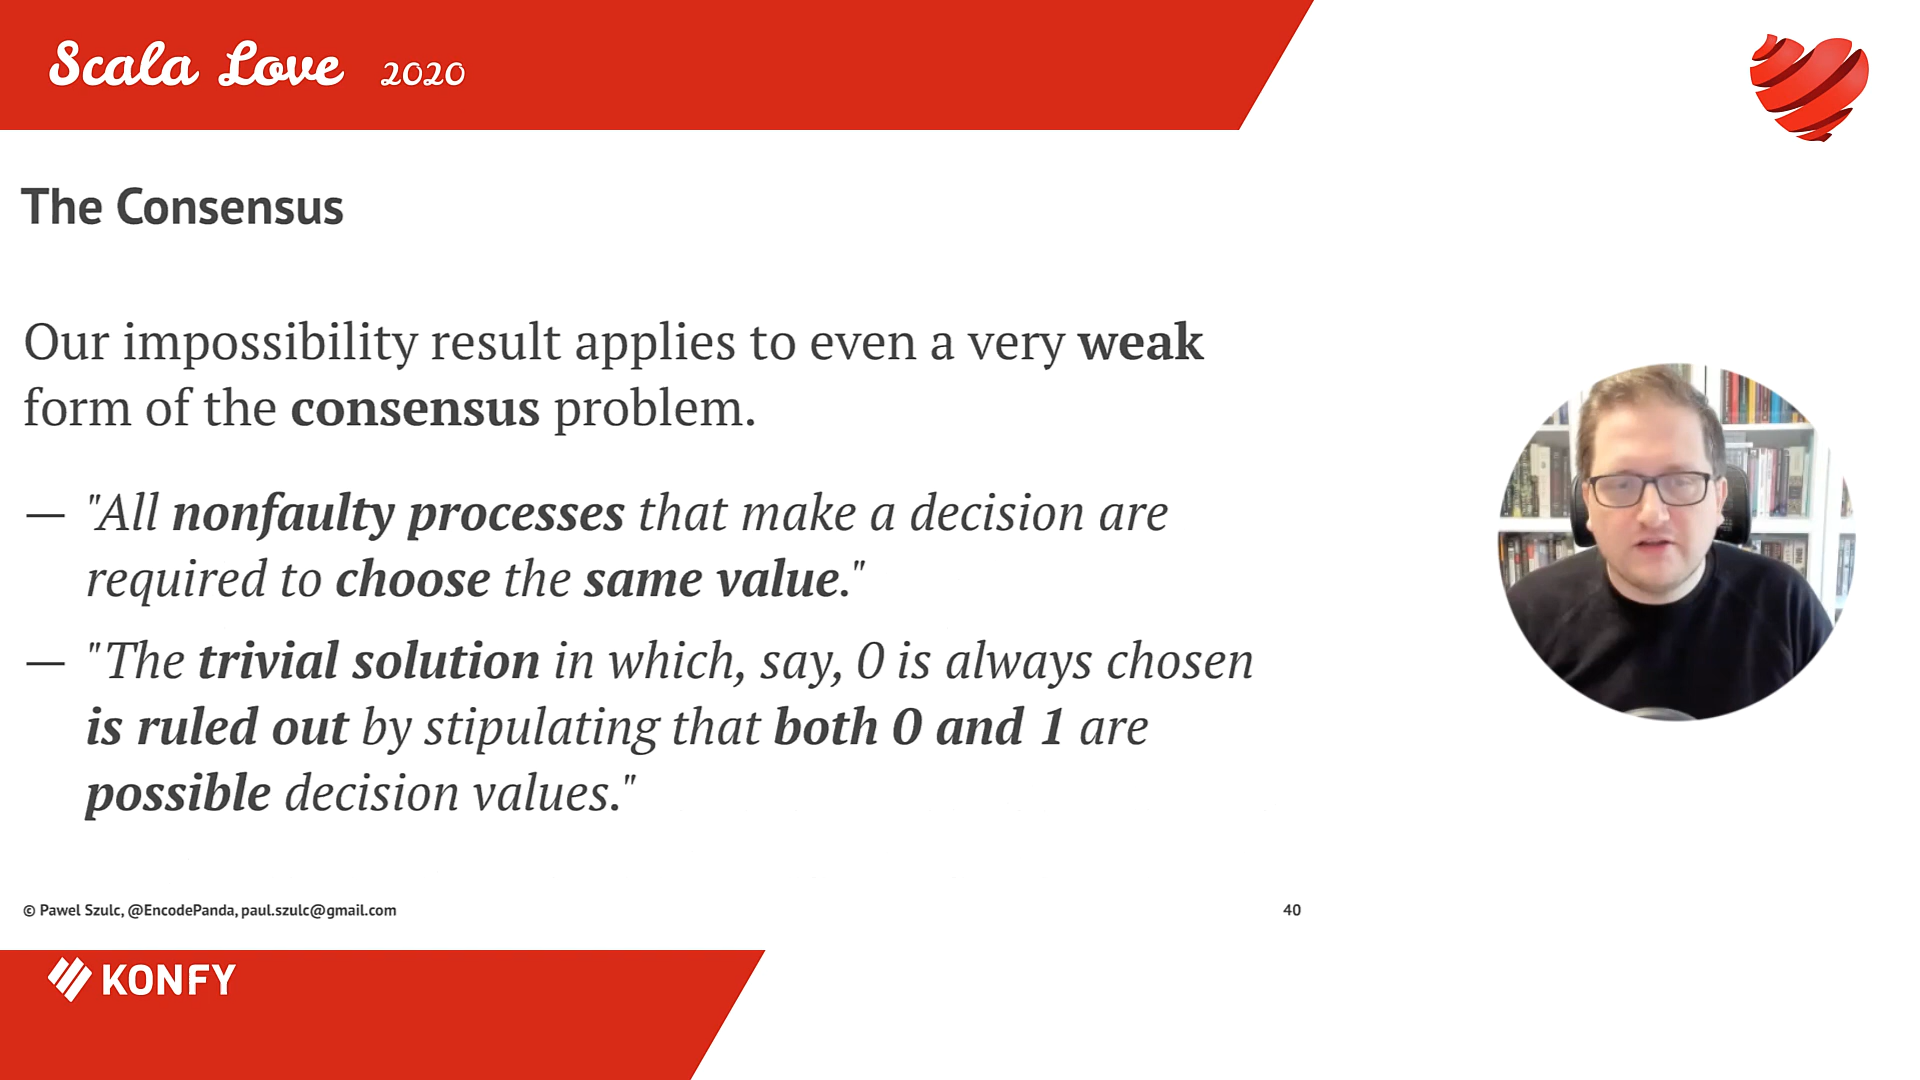 Scala Love 2020
The Consensus
Our impossibility result applies to even a very weak
form of the consensus problem.
— "All nonfaulty processes that make a decision are
required to choose the same value."
— "The trivial solution in which, say, 0 is always chosen
is ruled out by stipulating that both 0 and 1 are
possible decision values."
© Pawel Szulc, @EncodePanda, paul.szulc@gmail.com
40
KONFY